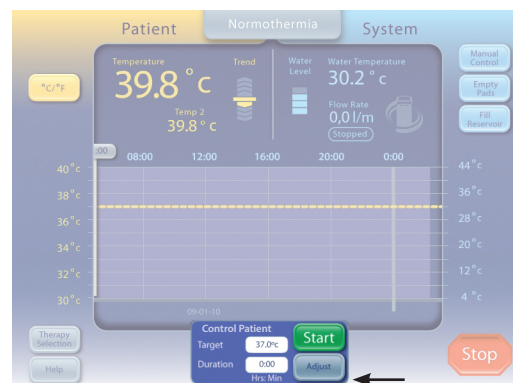 Patient
Normothermia
System
Temperature
Trend
39.8 °c
Temp 2
39.8 ° c
Water
Level
Water Temperature
30.2 ° c
Flow Rate
0,0 l/m
Stopped
Manual
Control
Empty
Pads
Fill
Reservoir
°C/°F
:00
08:00
12:00
16:00
20:00
0:00
40°c
38°c
36°c
34°c
32°c
30°c
44°c
36°c
28°c
20°c
12°c
4 °c
09-01-10
Therapy
Selection
Help
Control Patient
Target
37.0ºc
Start
Duration
0:00
Hrs: Min
Adjust
Stop